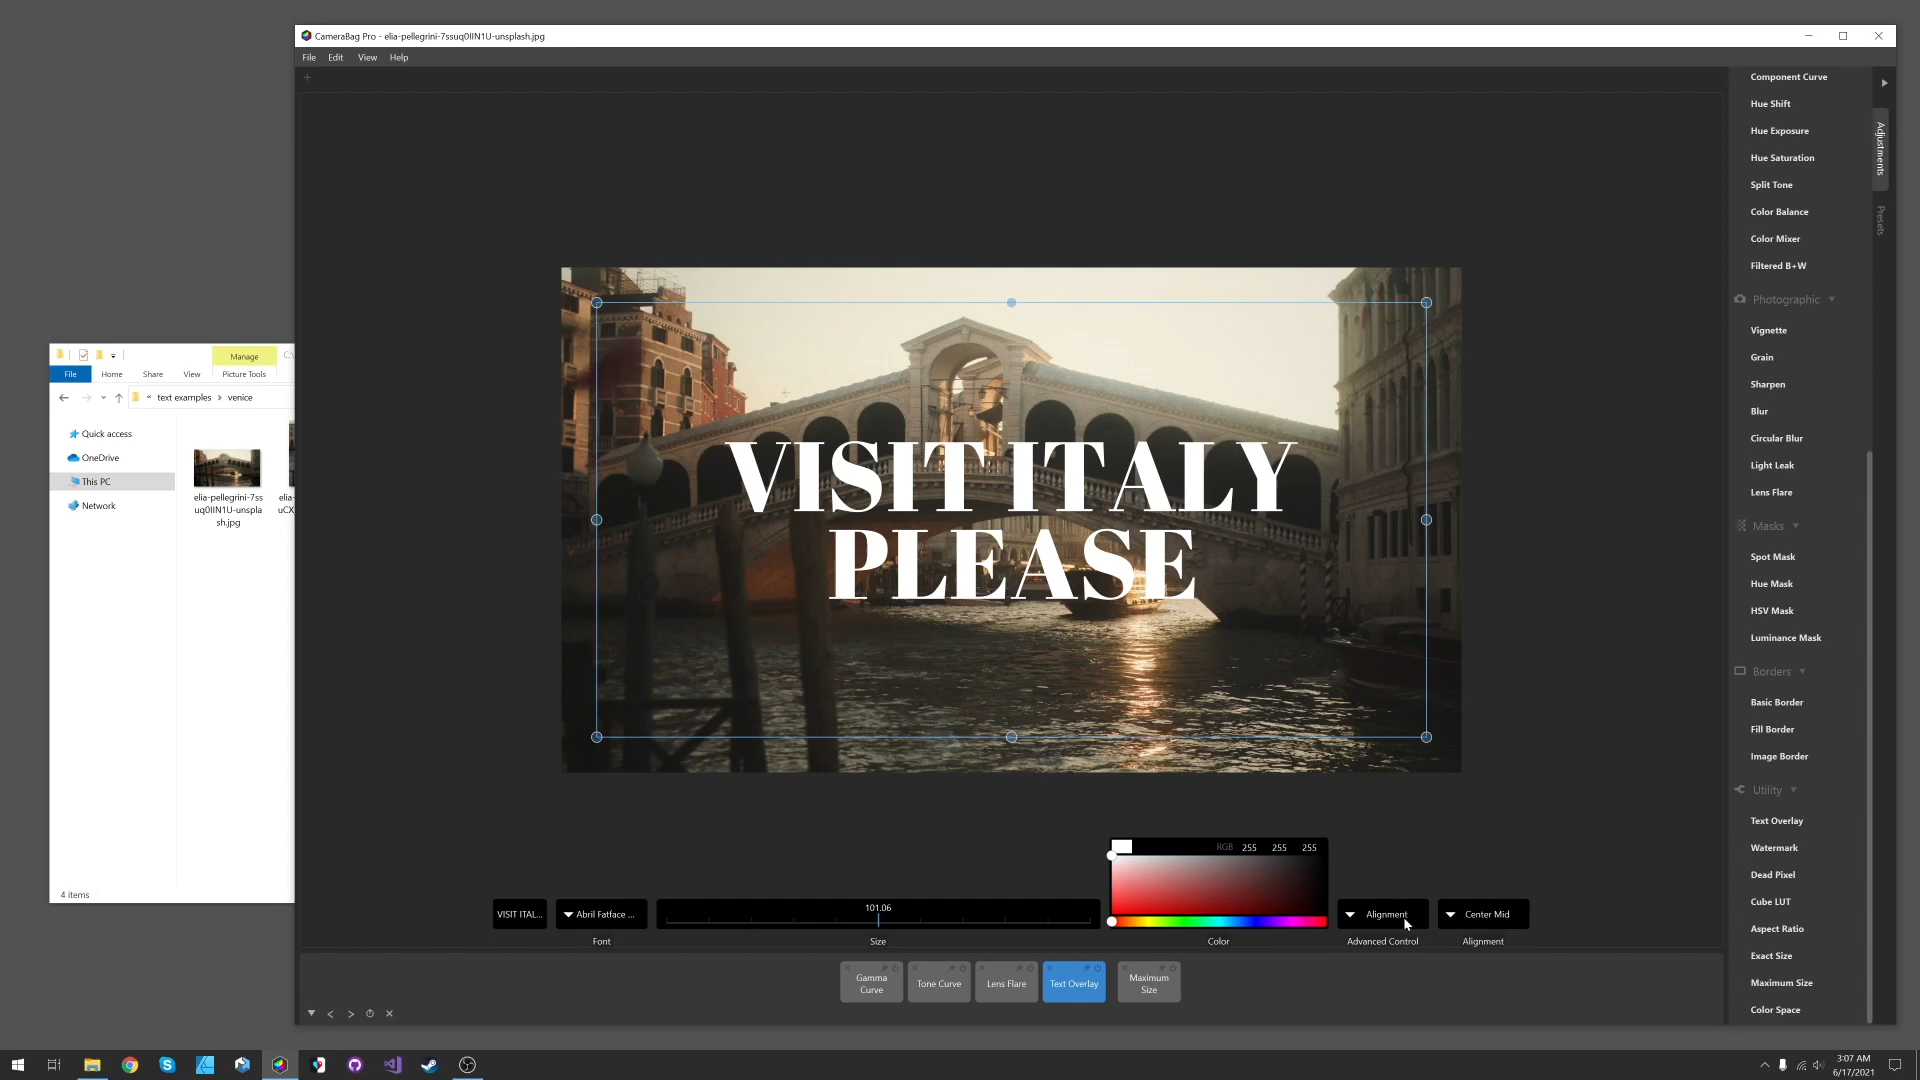 CameraBag Pro - elia-pellegrini-7ssuq0IIN1U-unsplash.jpg
File Edit View Help
+
Component Curve
Hue Shift
Hue Exposure
Hue Saturation
Split Tone
Color Balance
Color Mixer
Filtered B+W
Photographic
Vignette
Grain
Sharpen
Blur
Circular Blur
Light Leak
Lens Flare
Masks
Spot Mask
Hue Mask
HSV Mask
Luminance Mask
Borders
Basic Border
Fill Border
Image Border
Utility
Text Overlay
Watermark
Dead Pixel
Cube LUT
Aspect Ratio
Exact Size
Maximum Size
Color Space
Adjustments
Presets
Manage
C:\
File Home Share View Picture Tools
« text examples > venice
Quick access
OneDrive
This PC
Network
elia-pellegrini-7ss
uq0IIN1U-unspla
sh.jpg
elia-
uCX
4 items
VISIT ITALY
PLEASE
RGB 255 255 255
VISIT ITAL...
Abril Fatface ...
101.06
Alignment
Center Mid
Font
Size
Color
Advanced Control
Alignment
Gamma
Curve
Tone Curve
Lens Flare
Text Overlay
Maximum
Size
3:07 AM
6/17/2021